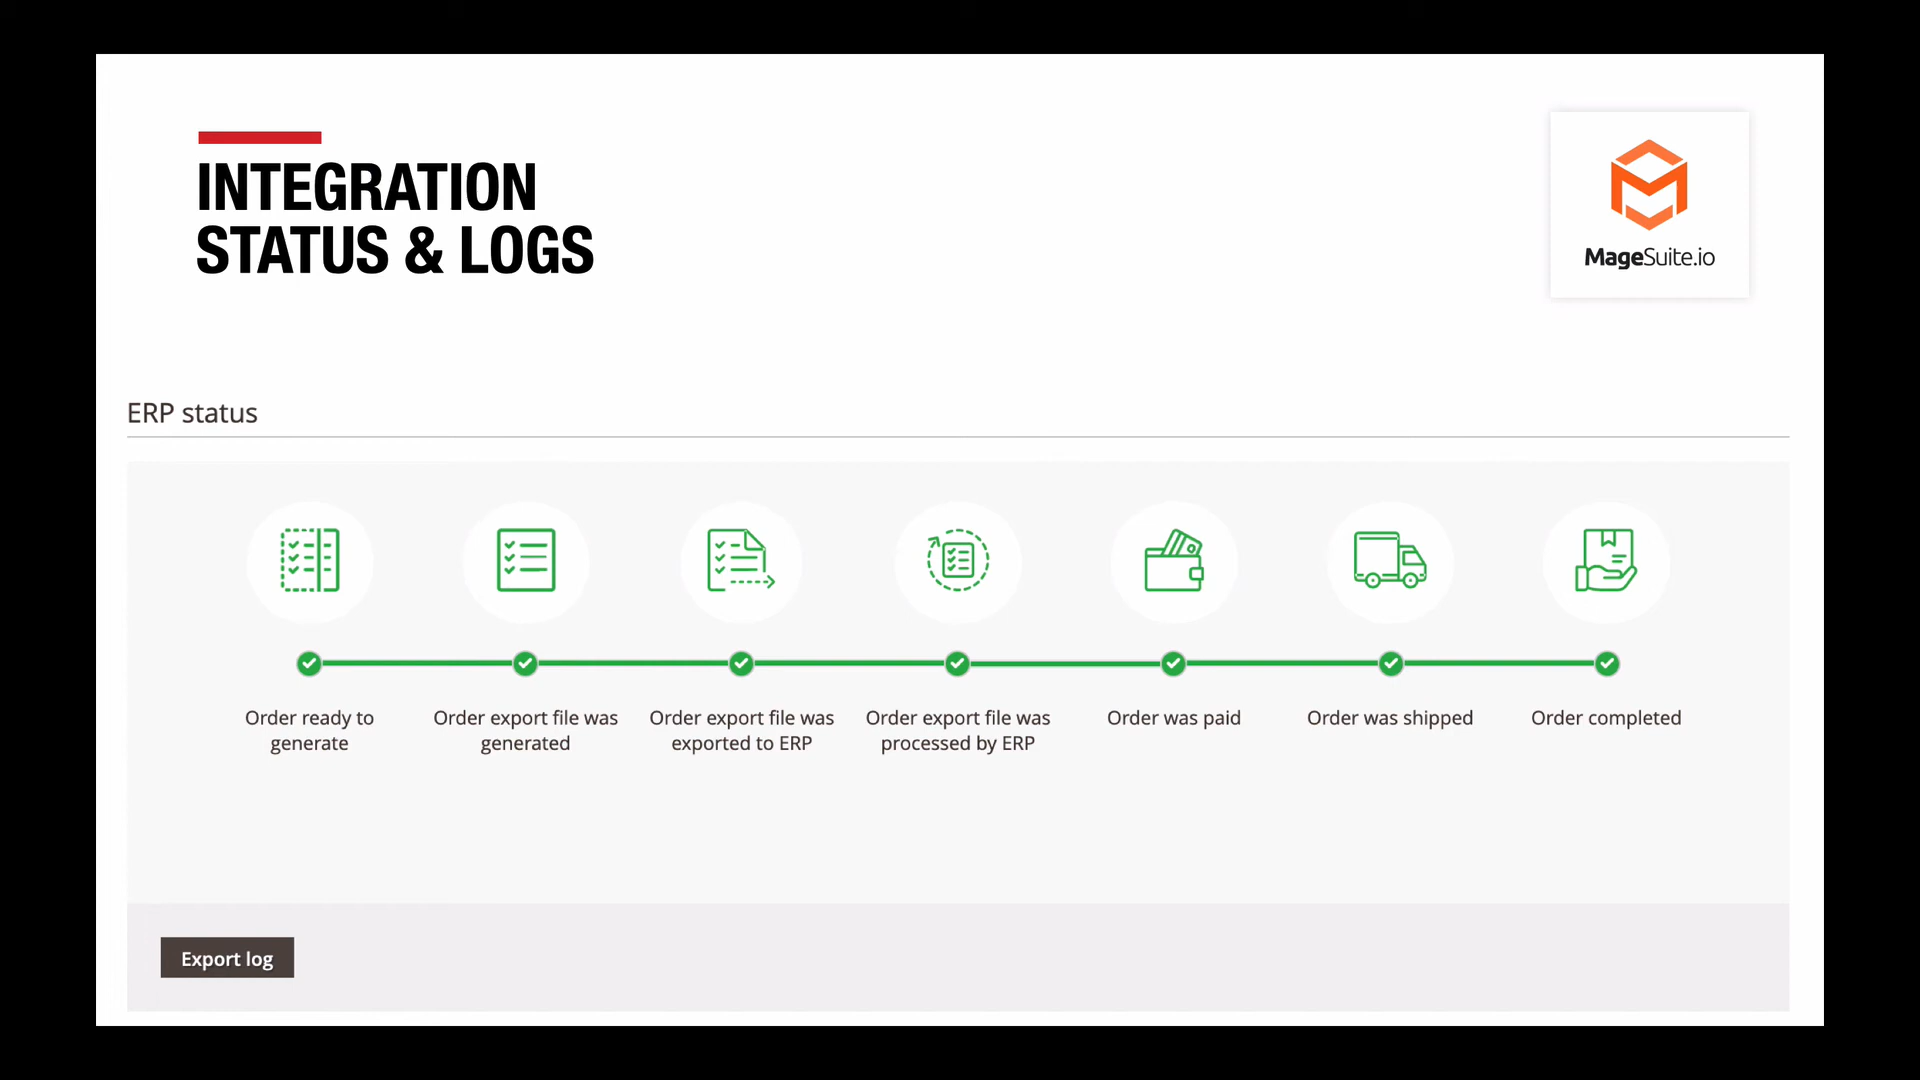 INTEGRATION
STATUS & LOGS
MageSuite.io
ERP status
Order ready to
generate
Order export file was
generated
Order export file was
exported to ERP
Order export file was
processed by ERP
Order was paid
Order was shipped
Order completed
Export log